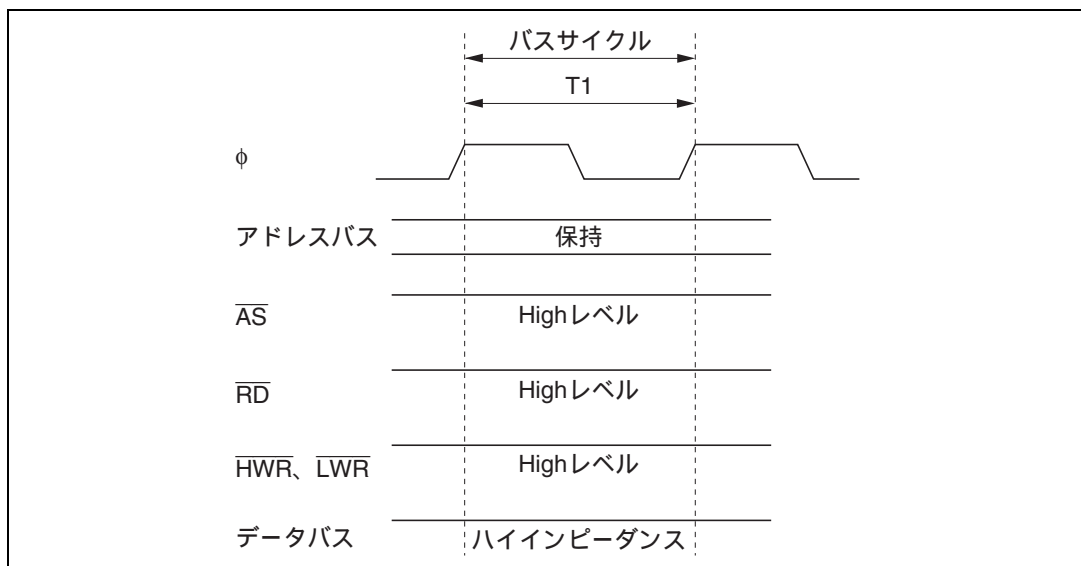 バスサイクル
T1
φ
アドレスバス 保持
AS Highレベル
RD Highレベル
HWR、LWR Highレベル
データバス ハイインピーダンス